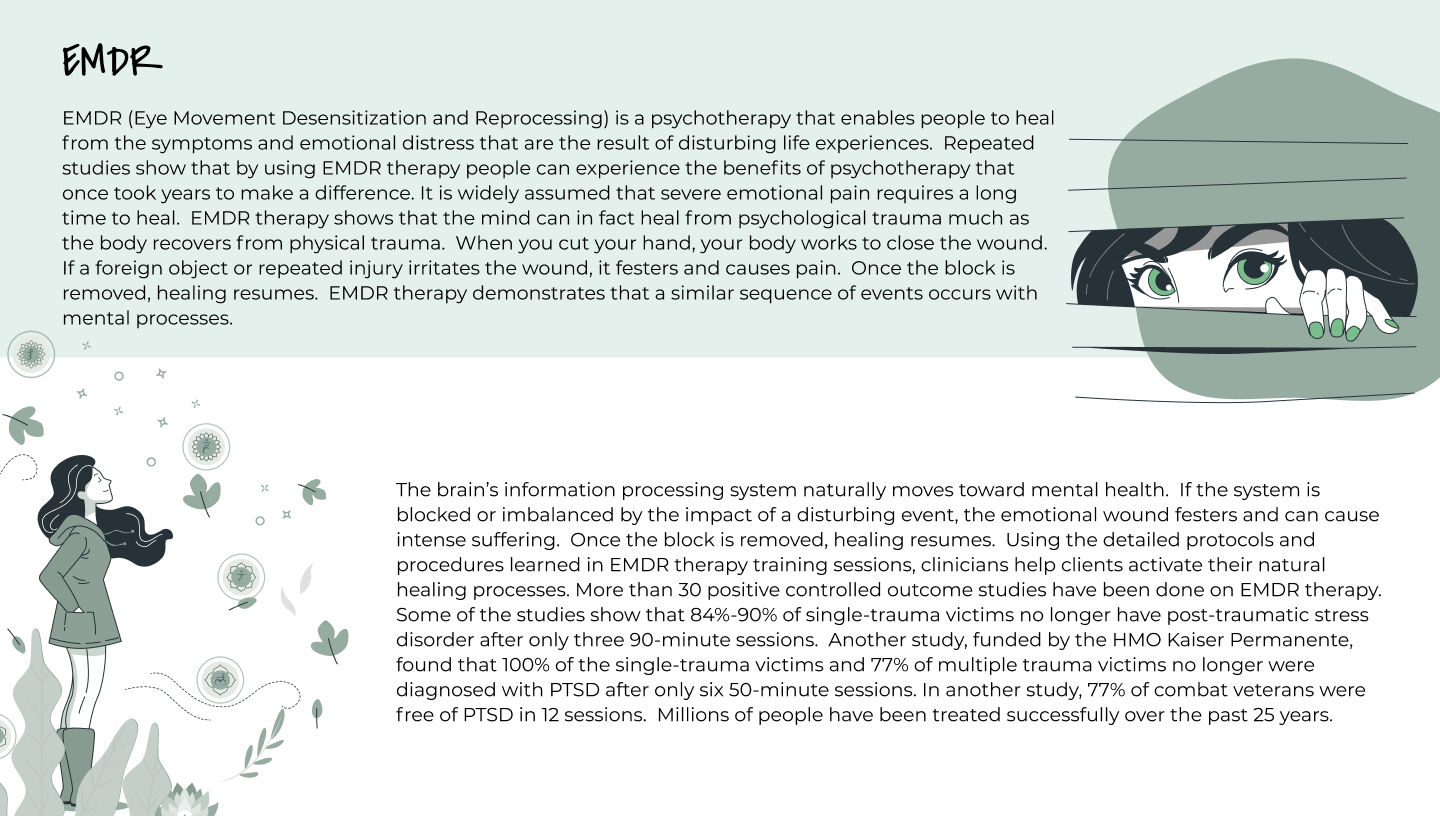 EMDR
EMDR (Eye Movement Desensitization and Reprocessing) is a psychotherapy that enables people to heal
from the symptoms and emotional distress that are the result of disturbing life experiences.  Repeated
studies show that by using EMDR therapy people can experience the benefits of psychotherapy that
once took years to make a difference. It is widely assumed that severe emotional pain requires a long
time to heal.  EMDR therapy shows that the mind can in fact heal from psychological trauma much as
the body recovers from physical trauma.  When you cut your hand, your body works to close the wound.
If a foreign object or repeated injury irritates the wound, it festers and causes pain.  Once the block is
removed, healing resumes.  EMDR therapy demonstrates that a similar sequence of events occurs with
mental processes.
The brain’s information processing system naturally moves toward mental health.  If the system is
blocked or imbalanced by the impact of a disturbing event, the emotional wound festers and can cause
intense suffering.  Once the block is removed, healing resumes.  Using the detailed protocols and
procedures learned in EMDR therapy training sessions, clinicians help clients activate their natural
healing processes. More than 30 positive controlled outcome studies have been done on EMDR therapy.
Some of the studies show that 84%-90% of single-trauma victims no longer have post-traumatic stress
disorder after only three 90-minute sessions.  Another study, funded by the HMO Kaiser Permanente,
found that 100% of the single-trauma victims and 77% of multiple trauma victims no longer were
diagnosed with PTSD after only six 50-minute sessions. In another study, 77% of combat veterans were
free of PTSD in 12 sessions.  Millions of people have been treated successfully over the past 25 years.